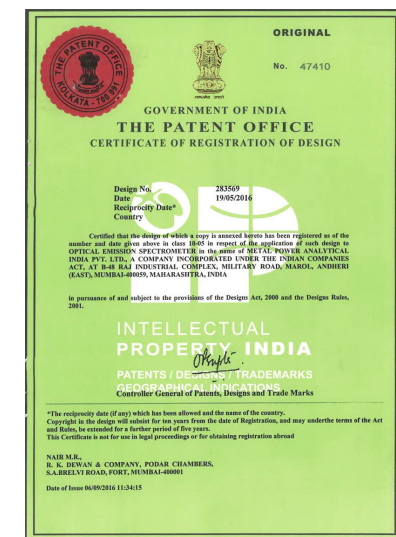 ORIGINAL
THE PATENT OFFICE
KOLKATA - 700 091
No. 47410
GOVERNMENT OF INDIA
THE PATENT OFFICE
CERTIFICATE OF REGISTRATION OF DESIGN
Design No. 283569
Date 19/05/2016
Reciprocity Date*
Country
Certified that the design of which a copy is annexed hereto has been registered as of the
number and date given above in class 10-05 in respect of the application of such design to
OPTICAL EMISSION SPECTROMETER in the name of METAL POWER ANALYTICAL
INDIA PVT. LTD., A COMPANY INCORPORATED UNDER THE INDIAN COMPANIES
ACT, AT B-48 RAJ INDUSTRIAL COMPLEX, MILITARY ROAD, MAROL, ANDHERI
(EAST), MUMBAI-400059, MAHARASHTRA, INDIA
in pursuance of and subject to the provisions of the Designs Act, 2000 and the Designs Rules,
2001.
INTELLECTUAL
PROPERTY INDIA
PATENTS / DESIGNS / TRADEMARKS
GEOGRAPHICAL INDICATIONS
Controller General of Patents, Designs and Trade Marks
*The reciprocity date (if any) which has been allowed and the name of the country.
Copyright in the design will subsist for ten years from the date of Registration, and may underthe terms of the Act
and Rules, be extended for a further period of five years.
This Certificate is not for use in legal proceedings or for obtaining registration abroad
NAIR M.R.,
R. K. DEWAN & COMPANY, PODAR CHAMBERS,
S.A.BRELVI ROAD, FORT, MUMBAI-400001
Date of Issue 06/09/2016 11:34:15